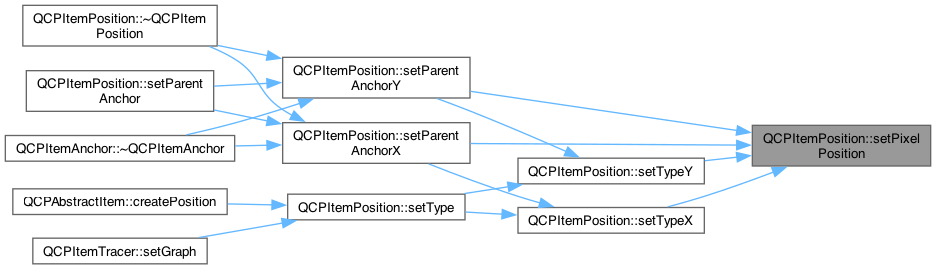 QCPItemPosition::~QCPItem
Position
QCPItemPosition::setParent
Anchor
QCPItemAnchor::~QCPItemAnchor
QCPAbstractItem::createPosition
QCPItemTracer::setGraph
QCPItemPosition::setParent
AnchorY
QCPItemPosition::setParent
AnchorX
QCPItemPosition::setType
QCPItemPosition::setTypeY
QCPItemPosition::setTypeX
QCPItemPosition::setPixel
Position